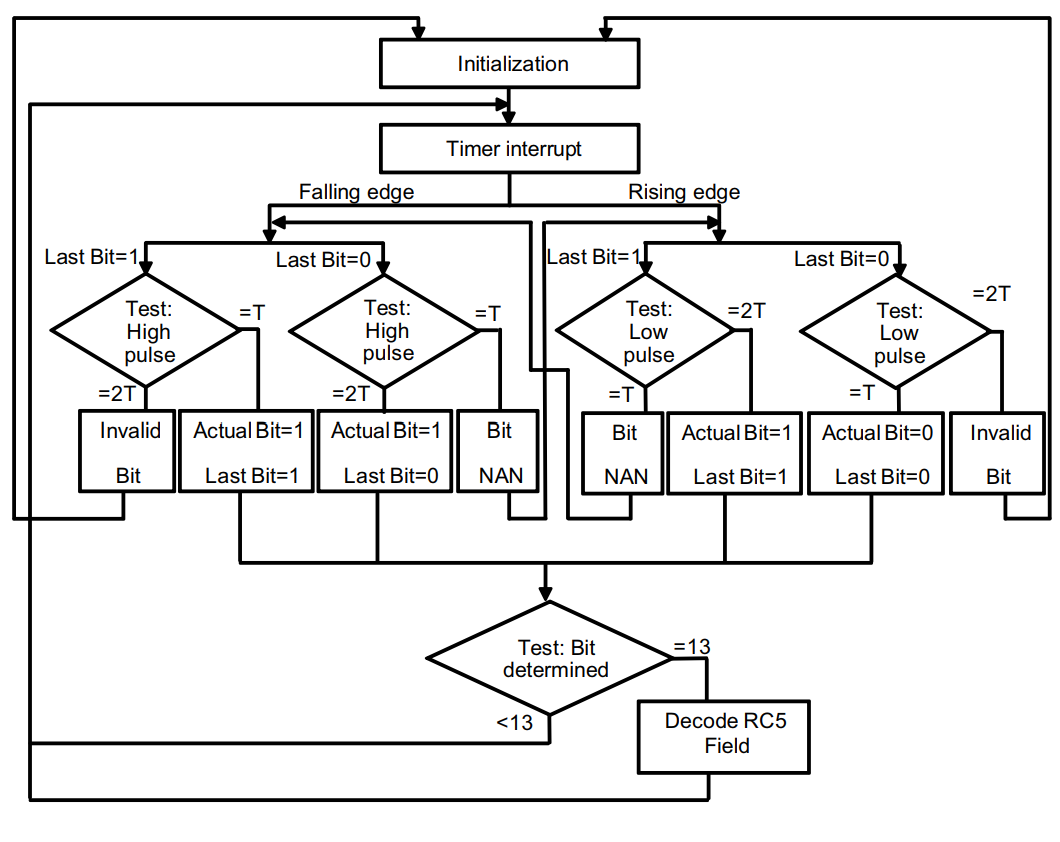 Initialization
Timer interrupt
Falling edge
Rising edge
Last Bit=1
Last Bit=0
Last Bit=1
Last Bit=0
Test:
High
pulse
=T
Test:
High
pulse
=T
Test:
Low
pulse
=2T
Test:
Low
pulse
=2T
=2T
=2T
=T
=T
Invalid
Bit
Actual Bit=1
Last Bit=1
Actual Bit=1
Last Bit=0
Bit
NAN
Bit
NAN
Actual Bit=1
Last Bit=1
Actual Bit=0
Last Bit=0
Invalid
Bit
Test: Bit
determined
=13
<13
Decode RC5
Field